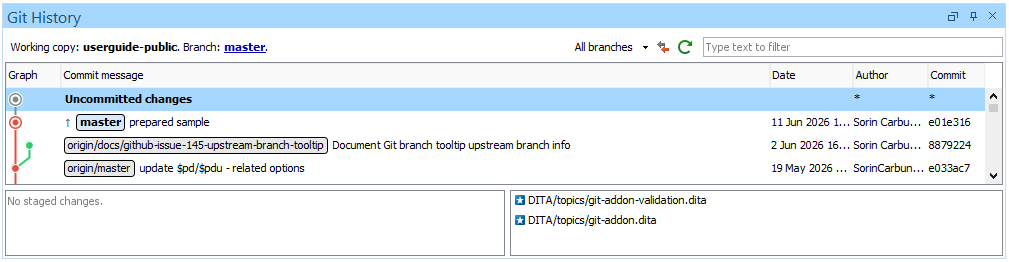 Git History
Working copy: userguide-public. Branch: master.
All branches
Type text to filter
Graph Commit message Date Author Commit
Uncommitted changes * *
↑ master prepared sample 11 Jun 2026 1... Sorin Carbu... e01e316
origin/docs/github-issue-145-upstream-branch-tooltip Document Git branch tooltip upstream branch info 2 Jun 2026 16... Sorin Carbu... 8879224
origin/master update $pd/$pdu - related options 19 May 2026 ... SorinCarbun... e033ac7
No staged changes.
DITA/topics/git-addon-validation.dita
DITA/topics/git-addon.dita